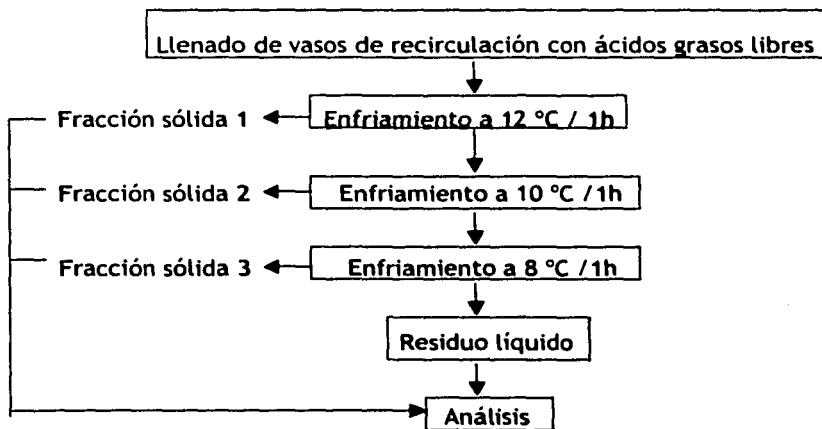 Llenado de vasos de recirculación con ácidos grasos libres
Fracción sólida 1
Enfriamiento a 12 °C / 1h
Fracción sólida 2
Enfriamiento a 10 °C /1h
Fracción sólida 3
Enfriamiento a 8 °C /1h
Residuo líquido
Análisis